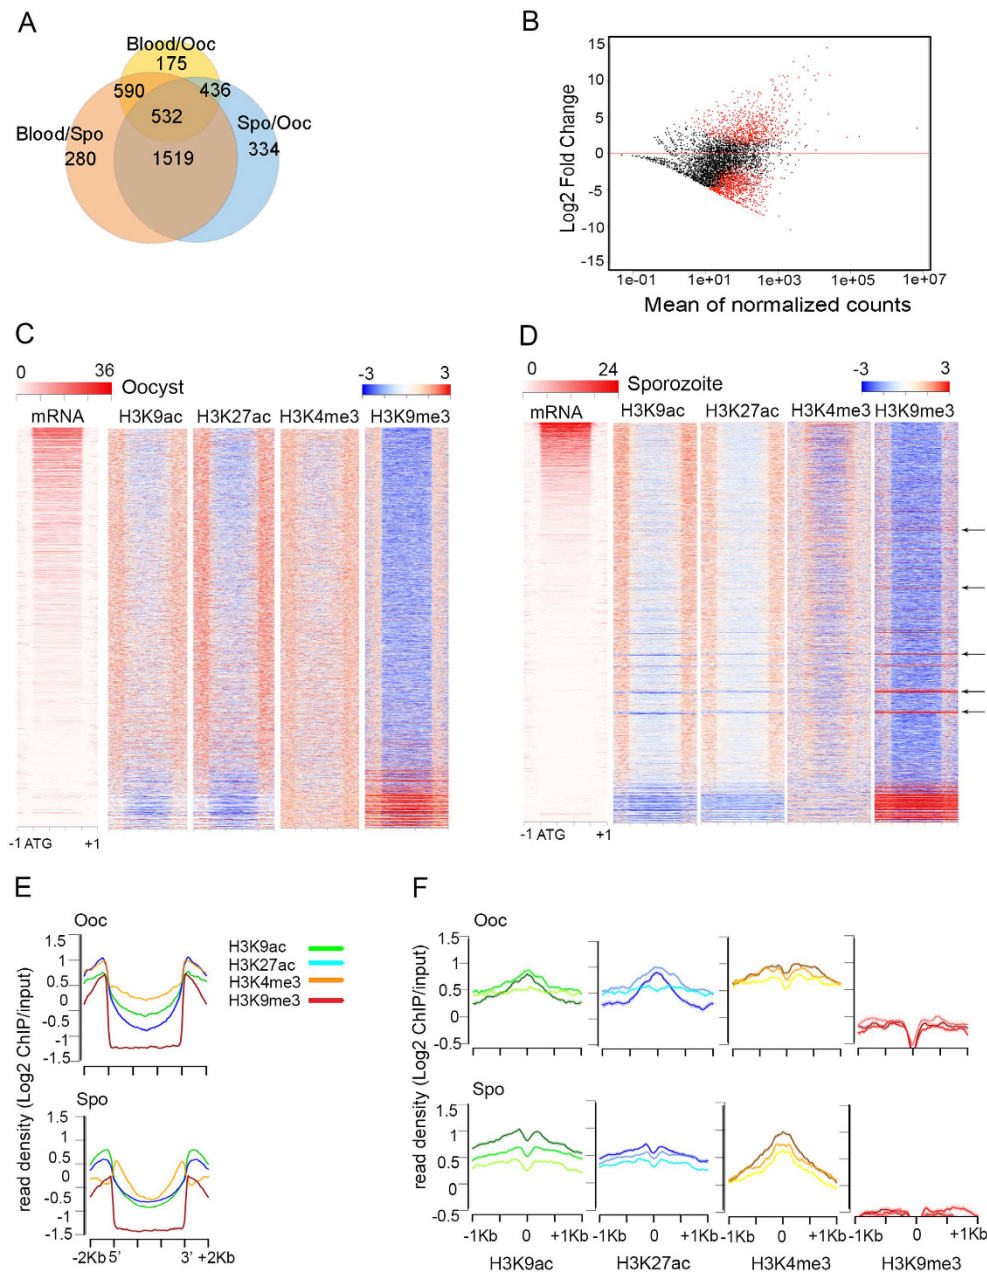 A
Blood/Ooc
175
590
436
532
Blood/Spo
Spo/Ooc
280
1519
334
B
Log2 Fold Change
15
10
5
0
-5
-10
-15
1e-01
1e+01
1e+03
1e+05
1e+07
Mean of normalized counts
C
0
36
Oocyst
-3
3
mRNA
H3K9ac
H3K27ac
H3K4me3
H3K9me3
-1 ATG
+1
D
0
24
Sporozoite
-3
3
mRNA
H3K9ac
H3K27ac
H3K4me3
H3K9me3
-1 ATG
+1
E
Ooc
1.5
1
0.5
0
-0.5
-1
-1.5
H3K9ac
H3K27ac
H3K4me3
H3K9me3
Spo
1.5
1
0.5
0
-0.5
-1
-1.5
read density (Log2 ChIP/input)
-2Kb 5' 3' +2Kb
F
Ooc
1.5
1
0.5
0
-0.5
Spo
1.5
1.0
0.5
0
-0.5
read density (Log2 ChIP/input)
-1Kb 0 +1Kb
-1Kb 0 +1Kb
-1Kb 0 +1Kb
-1Kb 0 +1Kb
H3K9ac
H3K27ac
H3K4me3
H3K9me3